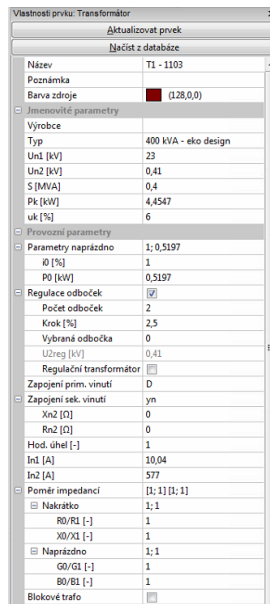 Vlastnosti prvku: Transformátor
Aktualizovat prvek
Načíst z databáze
Název T1 - 1103
Poznámka
Barva zdroje (128,0,0)
Jmenovité parametry
Výrobce
Typ 400 kVA - eko design
Un1 [kV] 23
Un2 [kV] 0,41
S [MVA] 0,4
Pk [kW] 4,4547
uk [%] 6
Provozní parametry
Parametry naprázdno 1; 0,5197
i0 [%] 1
P0 [kW] 0,5197
Regulace odboček
Počet odboček 2
Krok [%] 2,5
Vybraná odbočka 0
U2reg [kV] 0,41
Regulační transformátor
Zapojení prim. vinutí D
Zapojení sek. vinutí yn
Xn2 [Ω] 0
Rn2 [Ω] 0
Hod. úhel [-] 1
In1 [A] 10,04
In2 [A] 577
Poměr impedancí [1; 1] [1; 1]
Nakrátko 1; 1
R0/R1 [-] 1
X0/X1 [-] 1
Naprázdno 1; 1
G0/G1 [-] 1
B0/B1 [-] 1
Blokové trafo